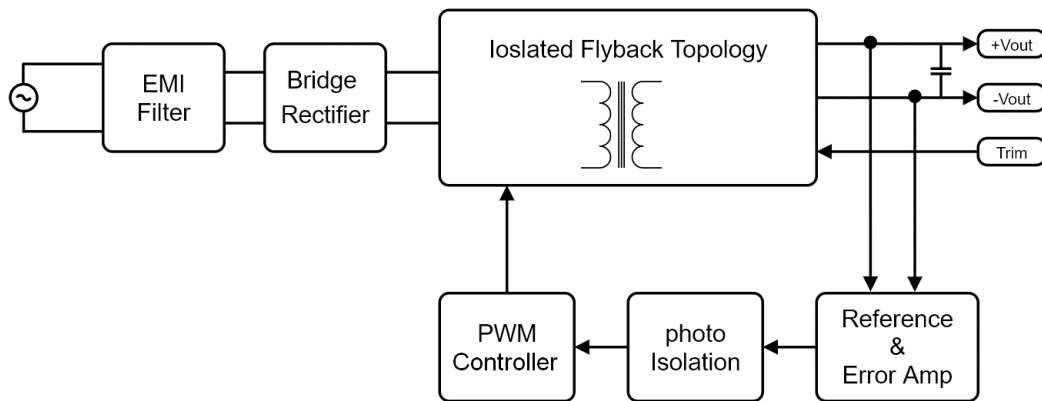 Ioslated Flyback Topology
EMI
Filter
Bridge
Rectifier
+Vout
-Vout
Trim
PWM
Controller
photo
Isolation
Reference
&
Error Amp